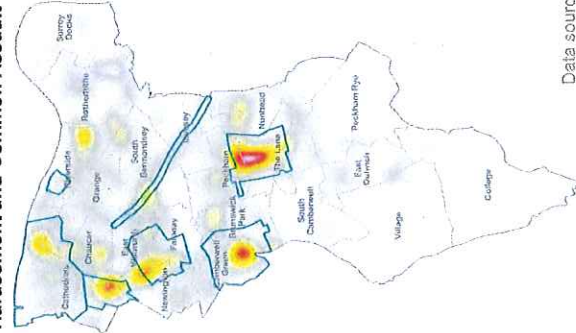 Surrey
Docks
Rotherhithe
Riverside
Grange
South
Bermondsey
Livesey
Cathedrals
Chaucer
East
Walworth
Faraday
Newington
Camberwell
Green
Brunswick
Park
Peckham
Nunhead
The Lane
South
Camberwell
Peckham Rye
East
Dulwich
Village
College
Data sourc